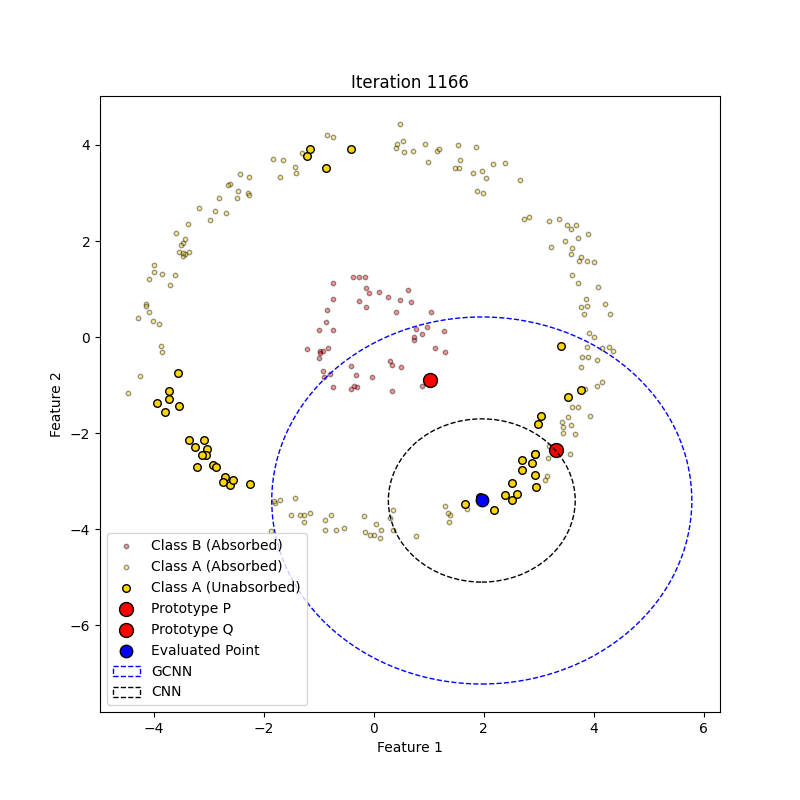 Iteration 1166
Feature 2
4
2
0
−2
−4
−6
Class B (Absorbed)
Class A (Absorbed)
Class A (Unabsorbed)
Prototype P
Prototype Q
Evaluated Point
GCNN
CNN
−4
−2
0
2
4
6
Feature 1